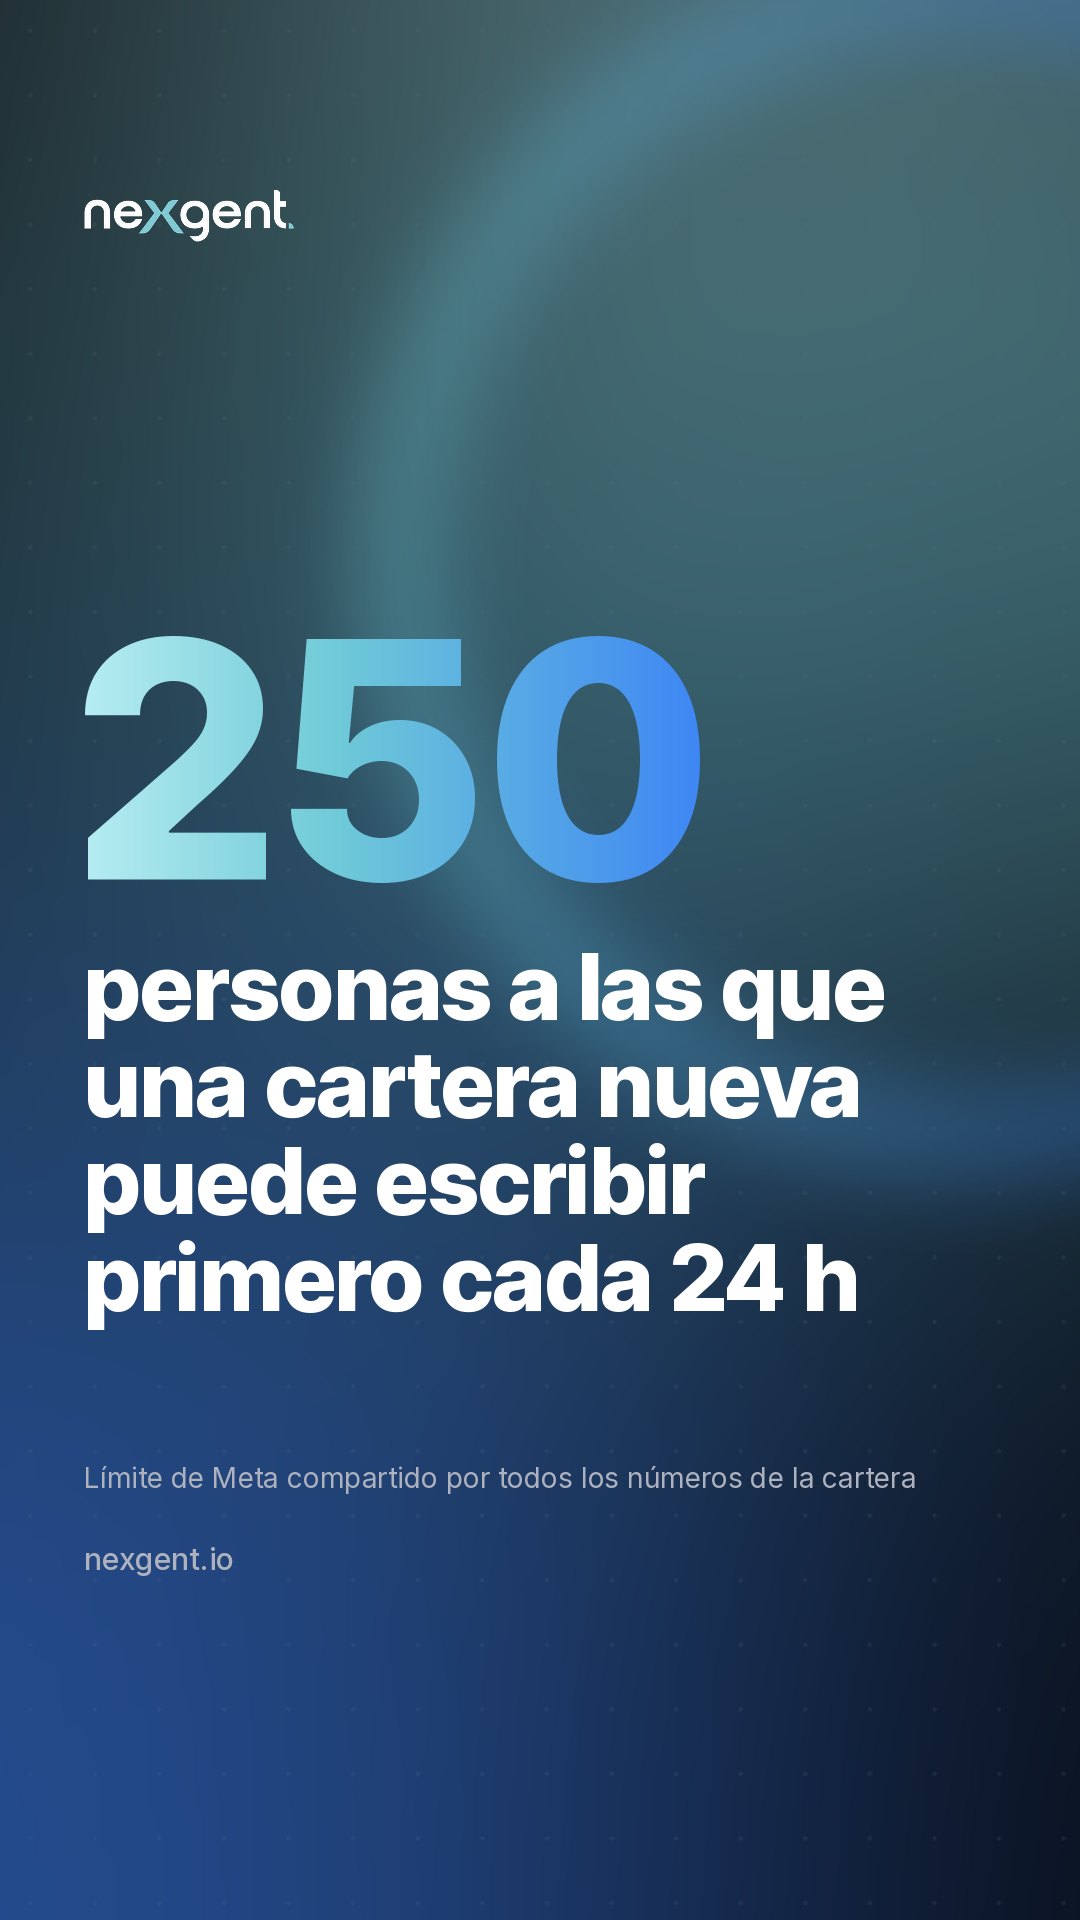 nexgent.
250
personas a las que
una cartera nueva
puede escribir
primero cada 24 h
Límite de Meta compartido por todos los números de la cartera
nexgent.io